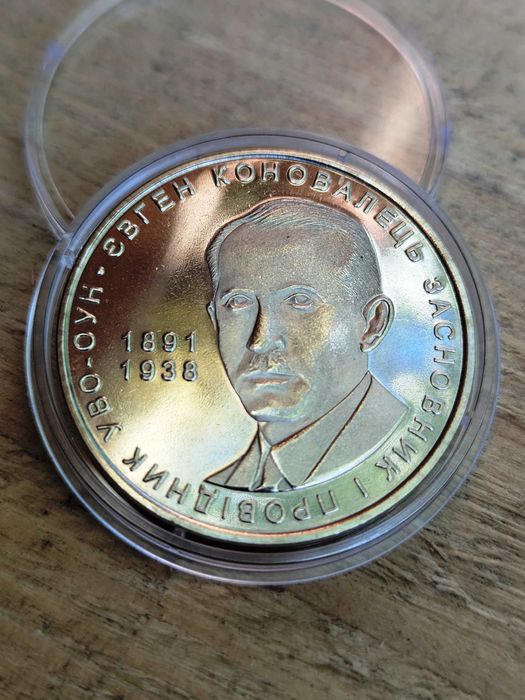 ЄВГЕН КОНОВАЛЕЦЬ ЗАСНОВНИК І ПРОВІДНИК УВО-ОУН •
1891
1938